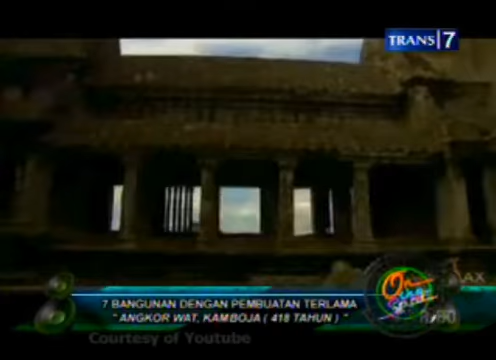 TRANS|7
7 BANGUNAN DENGAN PEMBUATAN TERLAMA
" ANGKOR WAT, KAMBOJA ( 418 TAHUN ) "
Courtesy of Youtube